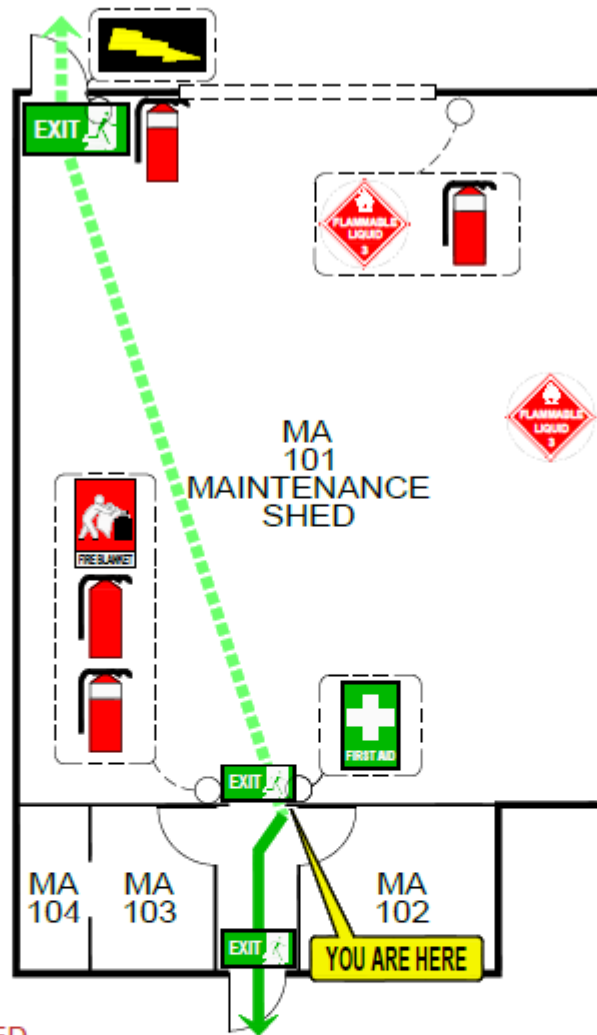 EXIT
FLAMMABLE
LIQUID
3
FLAMMABLE
LIQUID
3
MA
101
MAINTENANCE
SHED
FIRE BLANKET
FIRST AID
EXIT
MA
104
MA
103
MA
102
EXIT
YOU ARE HERE